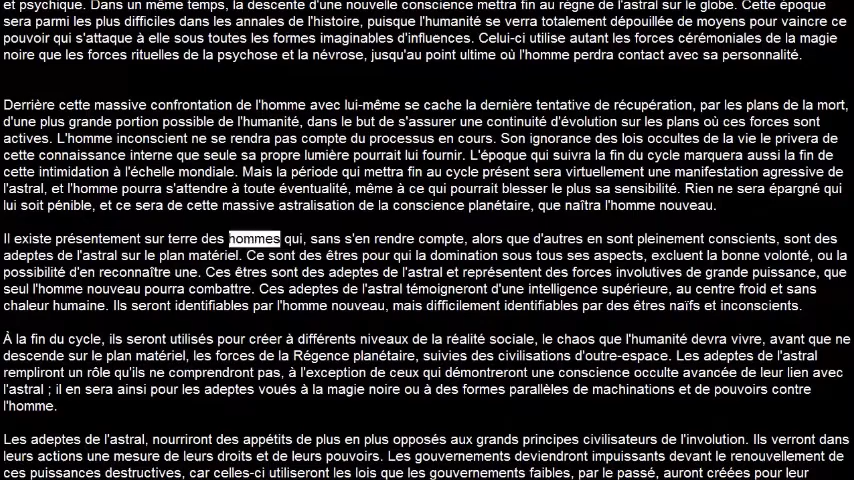 et psychique. Dans un même temps, la descente d'une nouvelle conscience mettra fin au règne de l'astral sur le globe. Cette époque
sera parmi les plus difficiles dans les annales de l'histoire, puisque l'humanité se verra totalement dépouillée de moyens pour vaincre ce
pouvoir qui s'attaque à elle sous toutes les formes imaginables d'influences. Celui-ci utilise autant les forces cérémoniales de la magie
noire que les forces rituelles de la psychose et la névrose, jusqu'au point ultime où l'homme perdra contact avec sa personnalité.
Derrière cette massive confrontation de l'homme avec lui-même se cache la dernière tentative de récupération, par les plans de la mort,
d'une plus grande portion possible de l'humanité, dans le but de s'assurer une continuité d'évolution sur les plans où ces forces sont
actives. L'homme inconscient ne se rendra pas compte du processus en cours. Son ignorance des lois occultes de la vie le privera de
cette connaissance interne que seule sa propre lumière pourrait lui fournir. L'époque qui suivra la fin du cycle marquera aussi la fin de
cette intimidation à l'échelle mondiale. Mais la période qui mettra fin au cycle présent sera virtuellement une manifestation agressive de
l'astral, et l'homme pourra s'attendre à toute éventualité, même à ce qui pourrait blesser le plus sa sensibilité. Rien ne sera épargné qui
lui soit pénible, et ce sera de cette massive astralisation de la conscience planétaire, que naîtra l'homme nouveau.
Il existe présentement sur terre des hommes qui, sans s'en rendre compte, alors que d'autres en sont pleinement conscients, sont des
adeptes de l'astral sur le plan matériel. Ce sont des êtres pour qui la domination sous tous ses aspects, excluent la bonne volonté, ou la
possibilité d'en reconnaître une. Ces êtres sont des adeptes de l'astral et représentent des forces involutives de grande puissance, que
seul l'homme nouveau pourra combattre. Ces adeptes de l'astral témoigneront d'une intelligence supérieure, au centre froid et sans
chaleur humaine. Ils seront identifiables par l'homme nouveau, mais difficilement identifiables par des êtres naïfs et inconscients.
À la fin du cycle, ils seront utilisés pour créer à différents niveaux de la réalité sociale, le chaos que l'humanité devra vivre, avant que ne
descende sur le plan matériel, les forces de la Régence planétaire, suivies des civilisations d'outre-espace. Les adeptes de l'astral
rempliront un rôle qu'ils ne comprendront pas, à l'exception de ceux qui démontreront une conscience occulte avancée de leur lien avec
l'astral ; il en sera ainsi pour les adeptes voués à la magie noire ou à des formes parallèles de machinations et de pouvoirs contre
l'homme.
Les adeptes de l'astral, nourriront des appétits de plus en plus opposés aux grands principes civilisateurs de l'involution. Ils verront dans
leurs actions une mesure de leurs droits et de leurs pouvoirs. Les gouvernements deviendront impuissants devant le renouvellement de
ces puissances destructives, car celles-ci utiliseront les lois que les gouvernements faibles, par le passé, auront créées pour leur